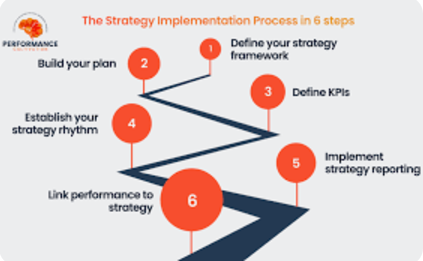 The Strategy Implementation Process in 6 steps
PERFORMANCE
1
Define your strategy
framework
2
Build your plan
3
Define KPIs
4
Establish your
strategy rhythm
5
Implement
strategy reporting
6
Link performance to
strategy